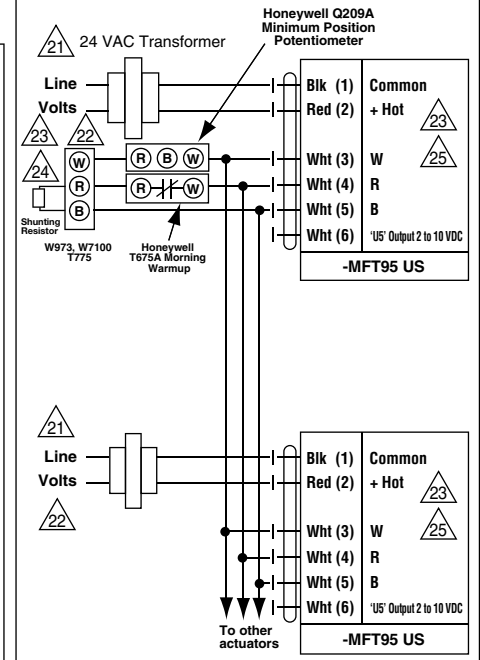 Honeywell Q209A
Minimum Position
Potentiometer
21 24 VAC Transformer
Line
Volts
Blk (1) Common
Red (2) + Hot
23
23 22
25
W R B W Wht (3) W
24
R R W Wht (4) R
B Wht (5) B
Shunting
Resistor
Wht (6) 'U5' Output 2 to 10 VDC
W973, W7100
T775
Honeywell
T675A Morning
Warmup
-MFT95 US
21
Line
Volts
22
Blk (1) Common
Red (2) + Hot
23
25
Wht (3) W
Wht (4) R
Wht (5) B
Wht (6) 'U5' Output 2 to 10 VDC
To other
actuators
-MFT95 US